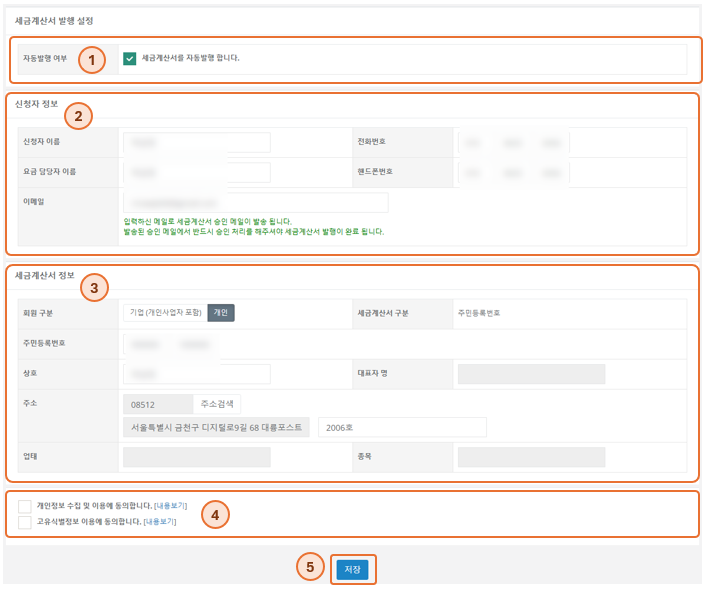 세금계산서 발행 설정
자동발행 여부 1 세금계산서를 자동발행 합니다.
신청자 정보 2
신청자 이름 전화번호
요금 담당자 이름 핸드폰번호
이메일
입력하신 메일로 세금계산서 승인 메일이 발송 됩니다.
발송된 승인 메일에서 반드시 승인 처리를 해주셔야 세금계산서 발행이 완료 됩니다.
세금계산서 정보 3
회원 구분 기업 (개인사업자 포함) 개인 세금계산서 구분 주민등록번호
주민등록번호
상호 대표자 명
주소 08512 주소검색
서울특별시 금천구 디지털로9길 68 대륭포스트 2006호
업태 종목
개인정보 수집 및 이용에 동의합니다. [내용보기]
고유식별정보 이용에 동의합니다. [내용보기]
4
5 저장